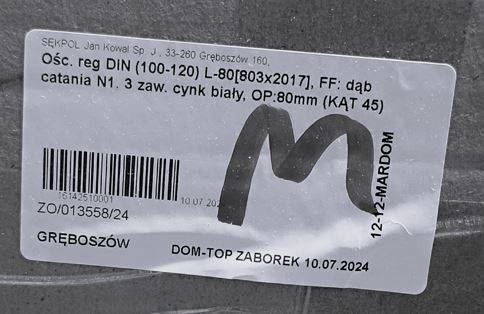 SĘKPOL Jan Kowal Sp. J., 33-260 Gręboszów 160,
Ośc. reg DIN (100-120) L-80[803x2017], FF: dąb
catania N1, 3 zaw. cynk biały, OP:80mm (KĄT 45)
M
16142510001
10.07.202
ZO/013558/24
12-12-MARDOM
GRĘBOSZÓW
DOM-TOP ZABOREK 10.07.2024